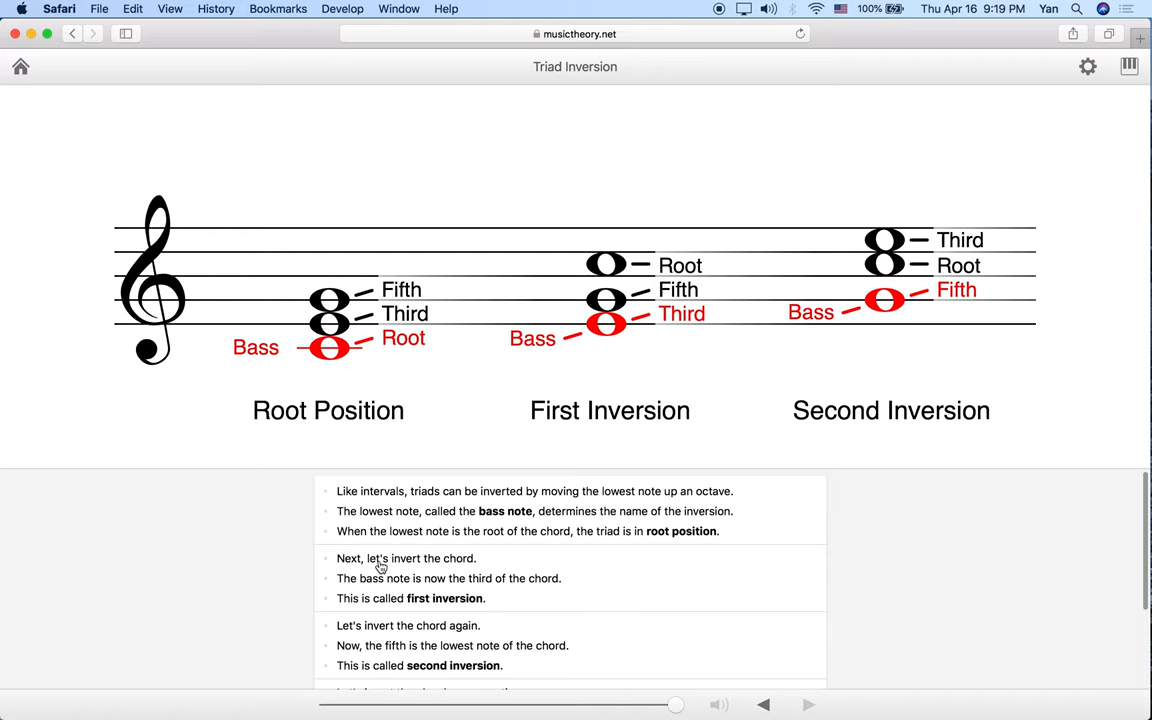 Safari File Edit View History Bookmarks Develop Window Help 100% Thu Apr 16 9:19 PM Yan
musictheory.net
Triad Inversion
Third
Root Root
Fifth Fifth Fifth
Third Third Bass
Root Bass
Bass
Root Position First Inversion Second Inversion
Like intervals, triads can be inverted by moving the lowest note up an octave.
The lowest note, called the bass note, determines the name of the inversion.
When the lowest note is the root of the chord, the triad is in root position.
Next, let's invert the chord.
The bass note is now the third of the chord.
This is called first inversion.
Let's invert the chord again.
Now, the fifth is the lowest note of the chord.
This is called second inversion.